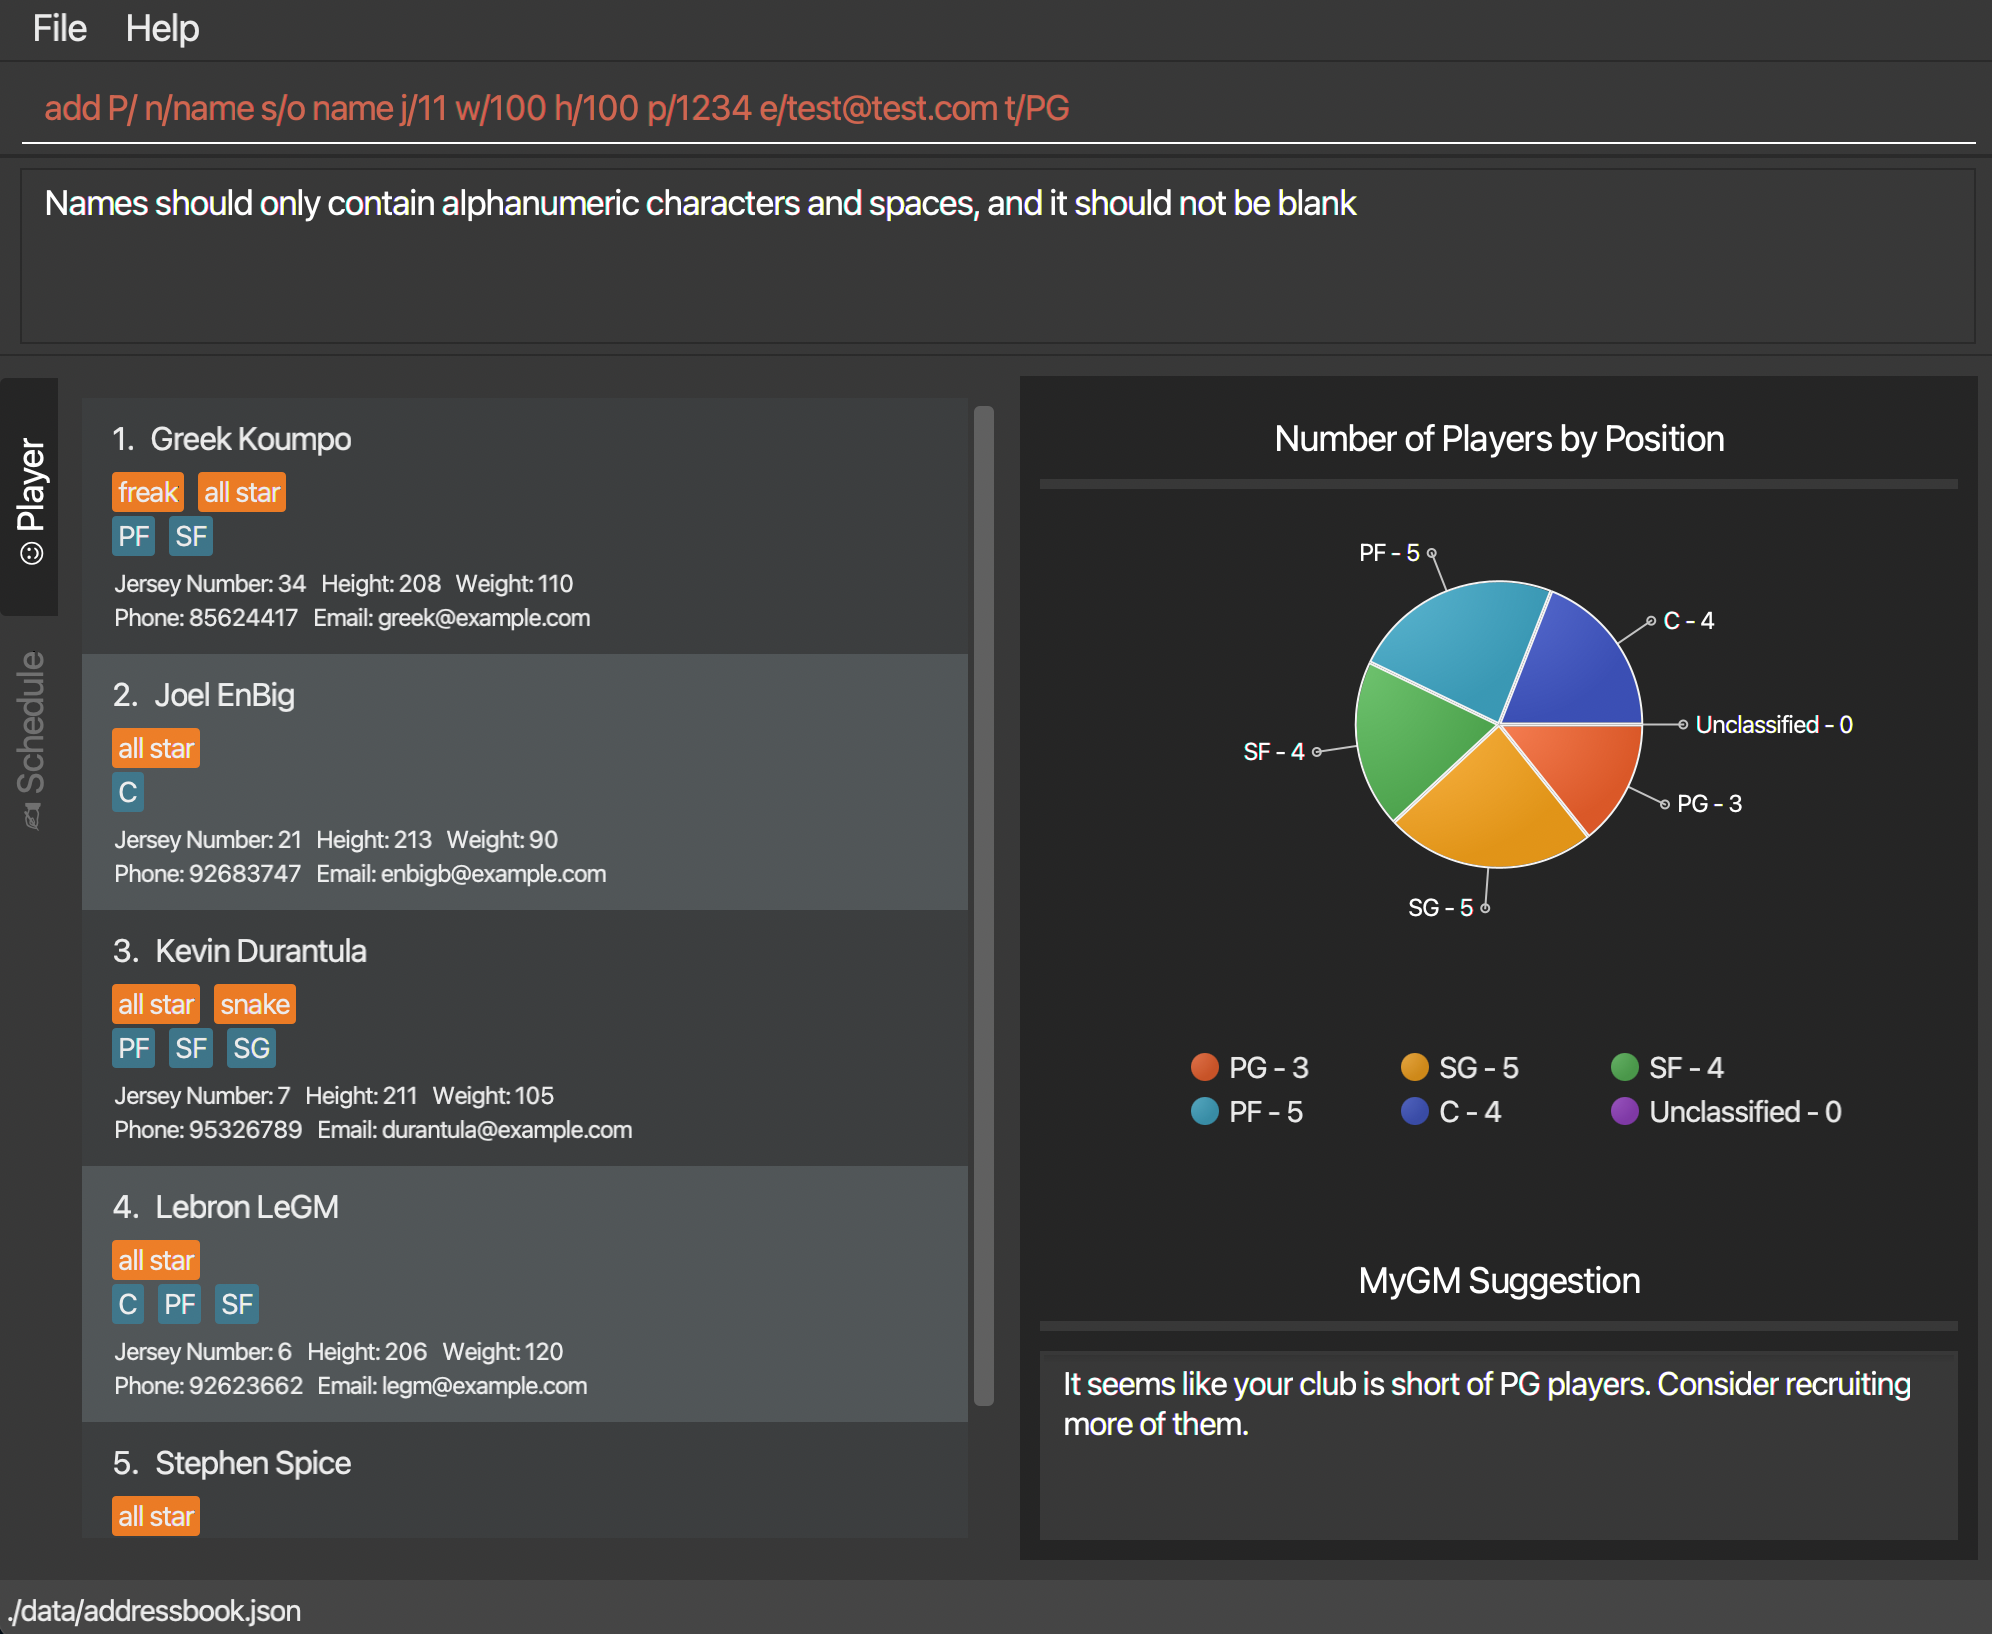 File Help
add P/ n/name s/o name j/11 w/100 h/100 p/1234 e/test@test.com t/PG
Names should only contain alphanumeric characters and spaces, and it should not be blank
Player
Schedule
1. Greek Koumpo
freak all star
PF SF
Jersey Number: 34 Height: 208 Weight: 110
Phone: 85624417 Email: greek@example.com
2. Joel EnBig
all star
C
Jersey Number: 21 Height: 213 Weight: 90
Phone: 92683747 Email: enbigb@example.com
3. Kevin Durantula
all star snake
PF SF SG
Jersey Number: 7 Height: 211 Weight: 105
Phone: 95326789 Email: durantula@example.com
4. Lebron LeGM
all star
C PF SF
Jersey Number: 6 Height: 206 Weight: 120
Phone: 92623662 Email: legm@example.com
5. Stephen Spice
all star
Number of Players by Position
PF - 5
C - 4
Unclassified - 0
SF - 4
PG - 3
SG - 5
PG - 3 SG - 5 SF - 4
PF - 5 C - 4 Unclassified - 0
MyGM Suggestion
It seems like your club is short of PG players. Consider recruiting
more of them.
./data/addressbook.json